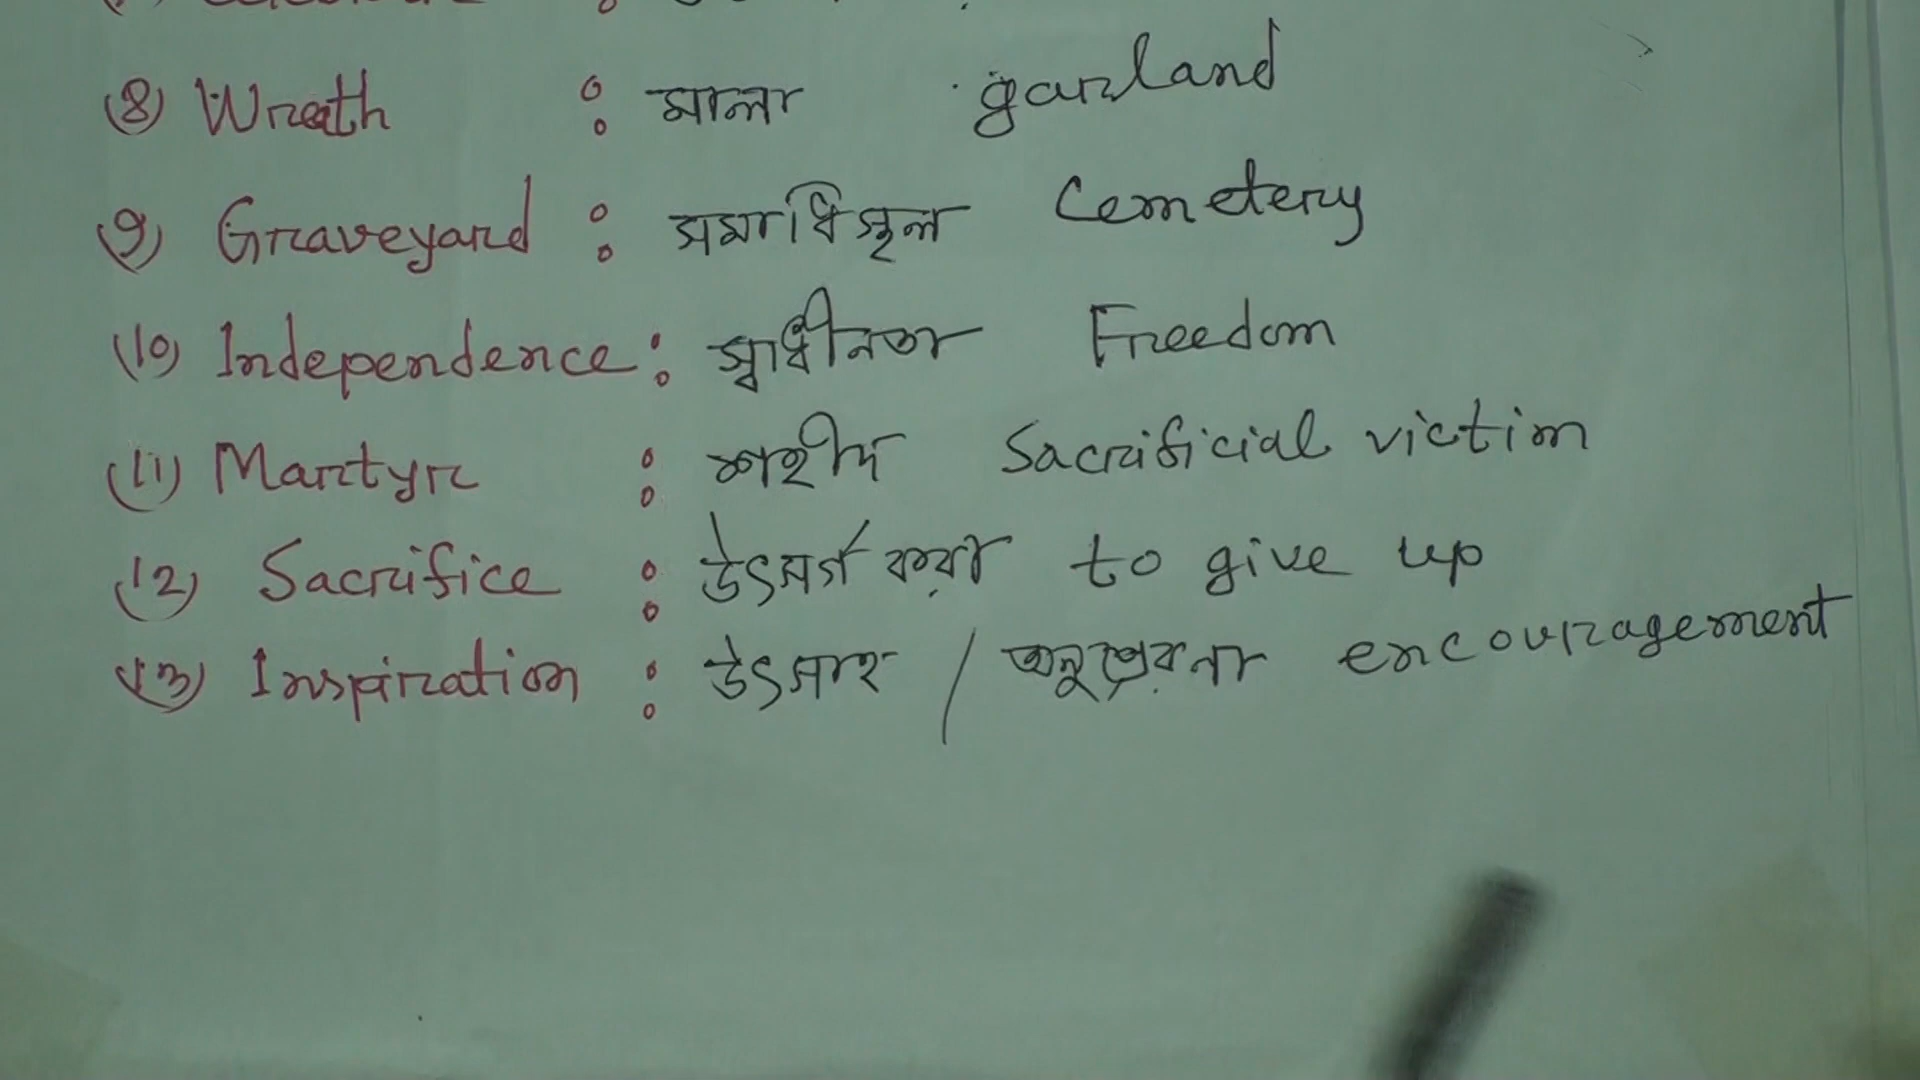 (8) Wreath : মালা garland
(9) Graveyard : সমাধিস্থল Cemetery
(10) Independence : স্বাধীনতা Freedom
(11) Martyr : শহীদ Sacrificial victim
(12) Sacrifice : উৎসর্গ করা to give up
(13) Inspiration : উৎসাহ / অনুপ্রেরনা encouragement